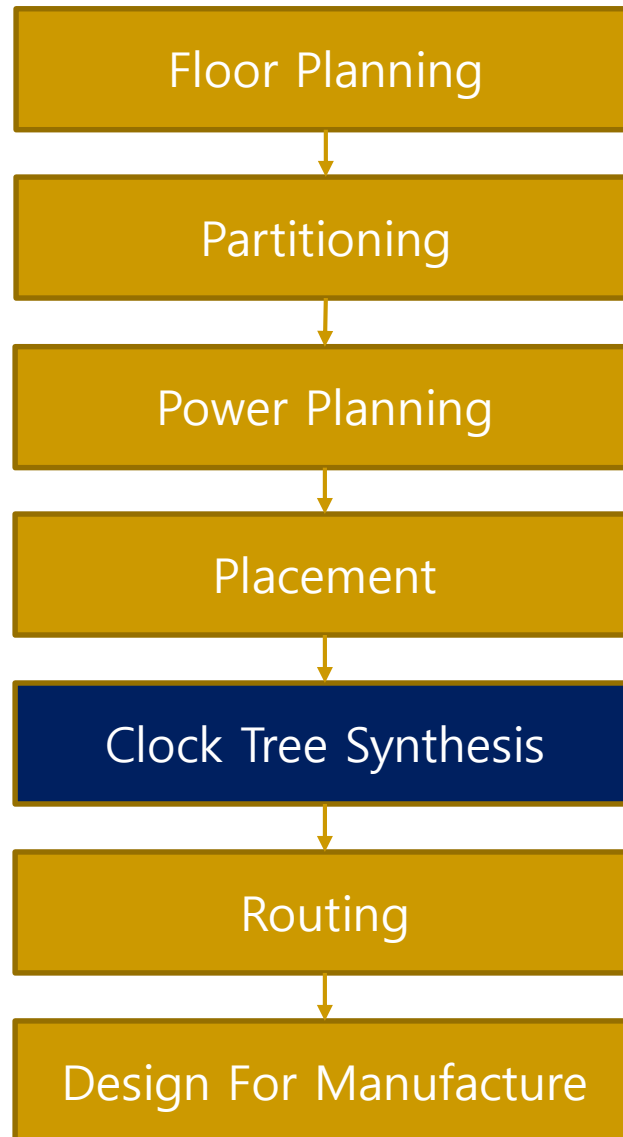 Floor Planning
Partitioning
Power Planning
Placement
Clock Tree Synthesis
Routing
Design For Manufacture